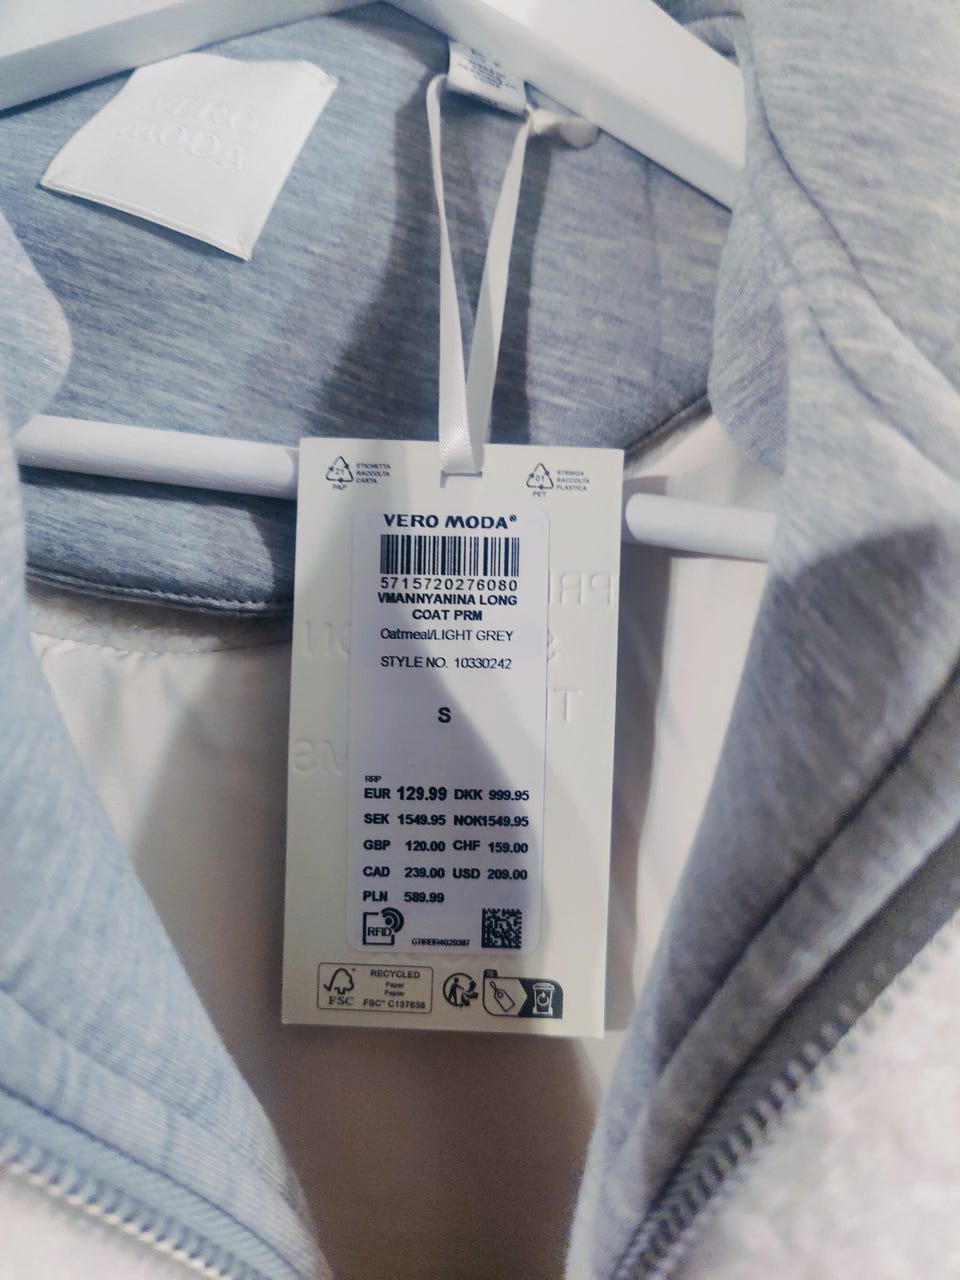 VERO
MODA
21
PAP
ETICHETTA
RACCOLTA
CARTA
01
PET
STRINGA
RACCOLTA
PLASTICA
VERO MODA®
5715720276080
VMANNYANINA LONG
COAT PRM
Oatmeal/LIGHT GREY
STYLE NO. 10330242
S
RRP
EUR 129.99 DKK 999.95
SEK 1549.95 NOK1549.95
GBP 120.00 CHF 159.00
CAD 239.00 USD 209.00
PLN 589.99
RFID
FSC
RECYCLED
Paper
Papier
FSC™ C137638